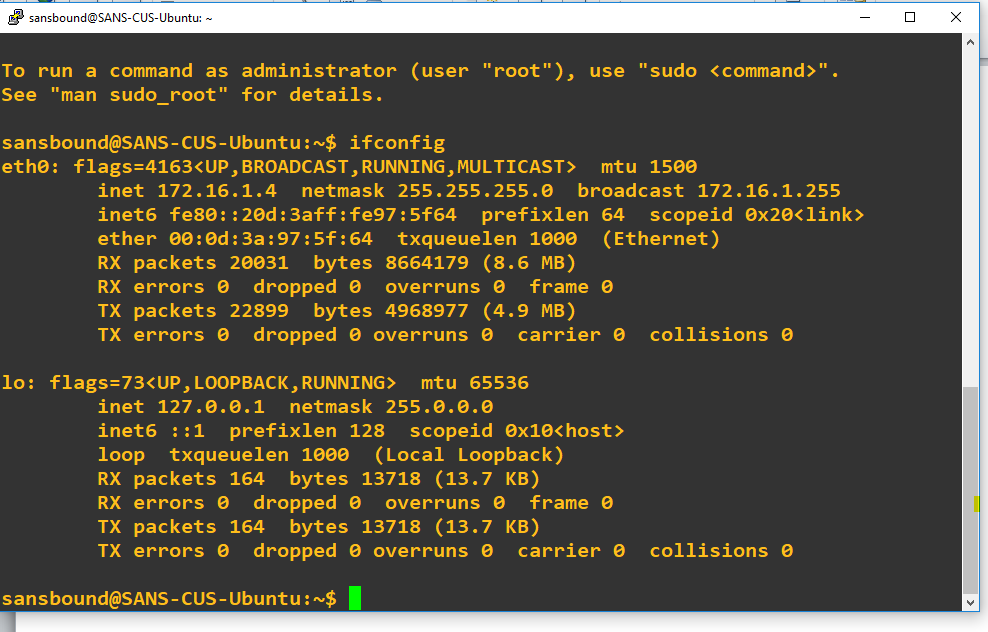 sansbound@SANS-CUS-Ubuntu: ~
To run a command as administrator (user "root"), use "sudo <command>".
See "man sudo_root" for details.
sansbound@SANS-CUS-Ubuntu:~$ ifconfig
eth0: flags=4163<UP,BROADCAST,RUNNING,MULTICAST>  mtu 1500
        inet 172.16.1.4  netmask 255.255.255.0  broadcast 172.16.1.255
        inet6 fe80::20d:3aff:fe97:5f64  prefixlen 64  scopeid 0x20<link>
        ether 00:0d:3a:97:5f:64  txqueuelen 1000  (Ethernet)
        RX packets 20031  bytes 8664179 (8.6 MB)
        RX errors 0  dropped 0  overruns 0  frame 0
        TX packets 22899  bytes 4968977 (4.9 MB)
        TX errors 0  dropped 0 overruns 0  carrier 0  collisions 0
lo: flags=73<UP,LOOPBACK,RUNNING>  mtu 65536
        inet 127.0.0.1  netmask 255.0.0.0
        inet6 ::1  prefixlen 128  scopeid 0x10<host>
        loop  txqueuelen 1000  (Local Loopback)
        RX packets 164  bytes 13718 (13.7 KB)
        RX errors 0  dropped 0  overruns 0  frame 0
        TX packets 164  bytes 13718 (13.7 KB)
        TX errors 0  dropped 0 overruns 0  carrier 0  collisions 0
sansbound@SANS-CUS-Ubuntu:~$